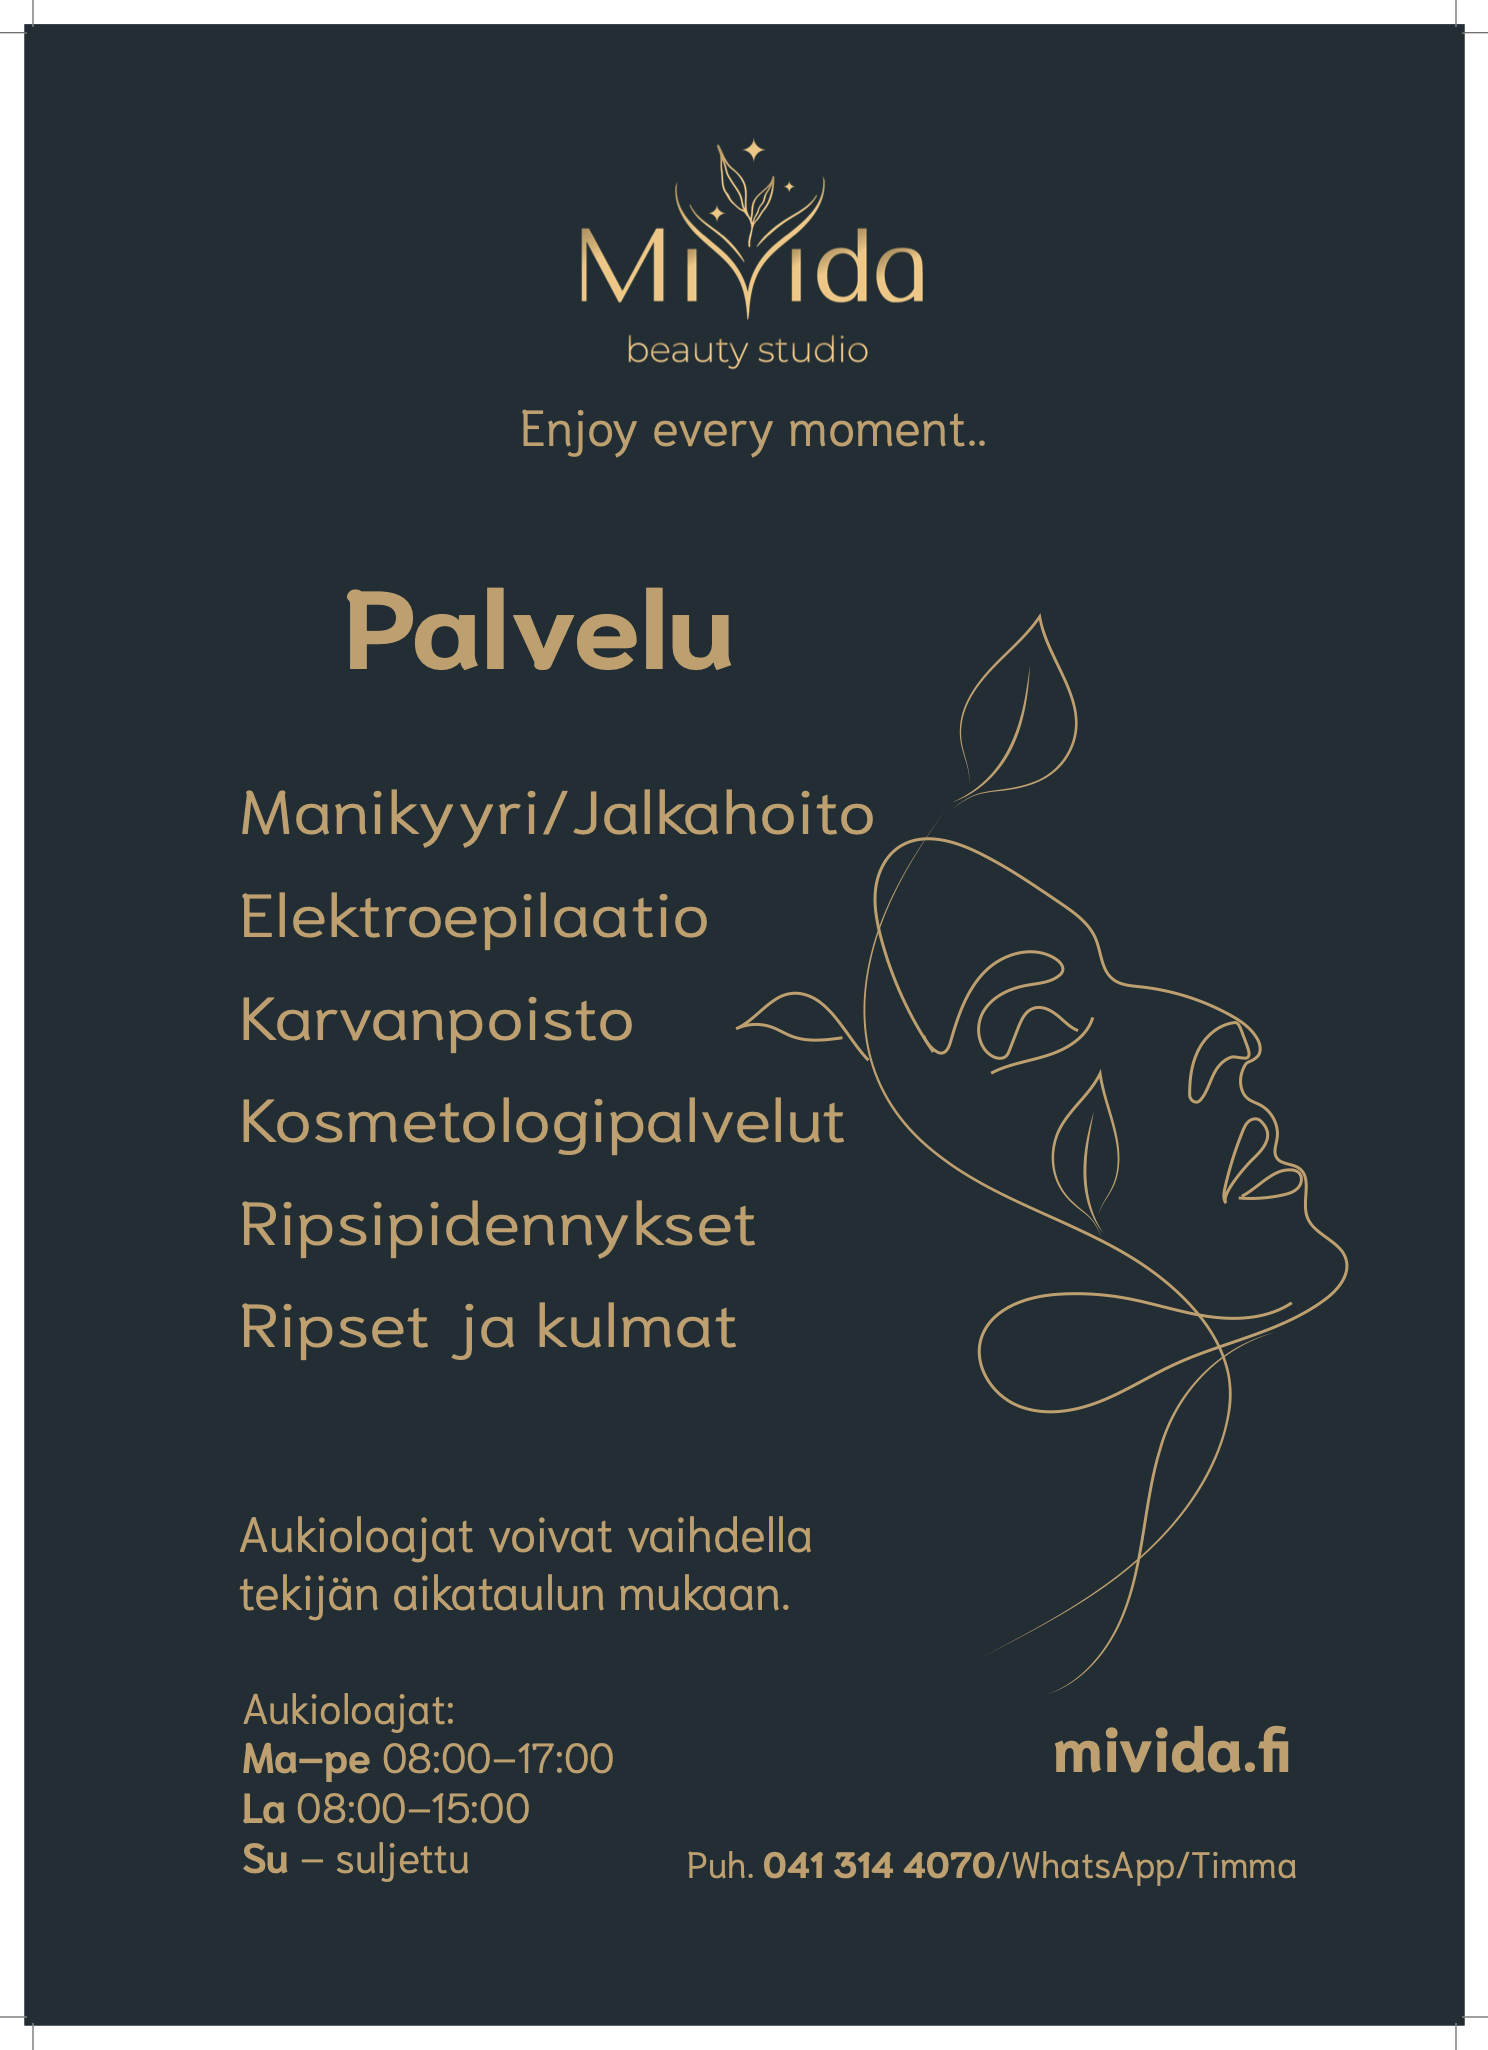 MiVida
beauty studio
Enjoy every moment..
Palvelu
Manikyyri/Jalkahoito
Elektroepilaatio
Karvanpoisto
Kosmetologipalvelut
Ripsipidennykset
Ripset ja kulmat
Aukioloajat voivat vaihdella
tekijän aikataulun mukaan.
Aukioloajat:
Ma–pe 08:00–17:00
La 08:00–15:00
Su – suljettu
mivida.fi
Puh. 041 314 4070/WhatsApp/Timma